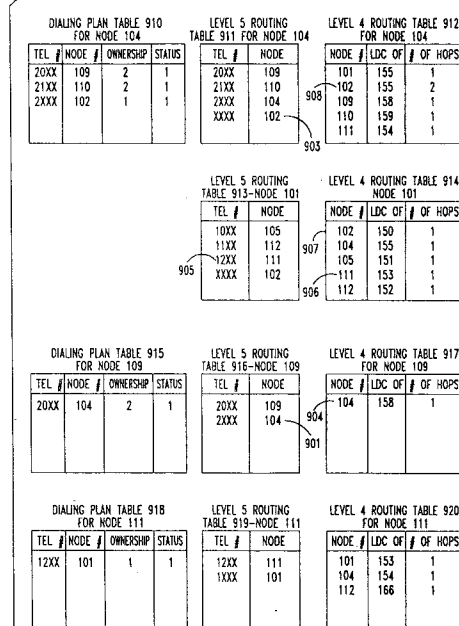 DIALING PLAN TABLE 910
FOR NODE 104
TEL # NODE # OWNERSHIP STATUS
20XX 109 2 1
21XX 110 2 1
2XXX 102 1 1
LEVEL 5 ROUTING
TABLE 911 FOR NODE 104
TEL # NODE
20XX 109
21XX 110
2XXX 104
XXXX 102
903
LEVEL 4 ROUTING TABLE 912
FOR NODE 104
NODE # LDC OF # OF HOPS
101 155 1
102 155 2
109 158 1
110 159 1
111 154 1
908
LEVEL 5 ROUTING
TABLE 913-NODE 101
TEL # NODE
10XX 105
11XX 112
12XX 111
XXXX 102
905
LEVEL 4 ROUTING TABLE 914
NODE 101
NODE # LDC OF # OF HOPS
102 150 1
104 155 1
105 151 1
111 153 1
112 152 1
907
906
DIALING PLAN TABLE 915
FOR NODE 109
TEL # NODE # OWNERSHIP STATUS
20XX 104 2 1
LEVEL 5 ROUTING
TABLE 916-NODE 109
TEL # NODE
20XX 109
2XXX 104
901
LEVEL 4 ROUTING TABLE 917
FOR NODE 109
NODE # LDC OF # OF HOPS
104 158 1
904
DIALING PLAN TABLE 918
FOR NODE 111
TEL # NODE # OWNERSHIP STATUS
12XX 101 1 1
LEVEL 5 ROUTING
TABLE 919-NODE 111
TEL # NODE
12XX 111
1XXX 101
LEVEL 4 ROUTING TABLE 920
FOR NODE 111
NODE # LDC OF # OF HOPS
101 153 1
104 154 1
112 166 1